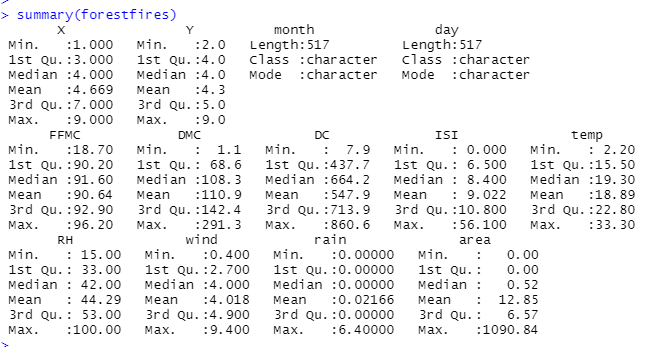 >
> summary(forestfires)
X Y month day
Min. :1.000 Min. :2.0 Length:517 Length:517
1st Qu.:3.000 1st Qu.:4.0 Class :character Class :character
Median :4.000 Median :4.0 Mode :character Mode :character
Mean :4.669 Mean :4.3
3rd Qu.:7.000 3rd Qu.:5.0
Max. :9.000 Max. :9.0
FFMC DMC DC ISI temp
Min. :18.70 Min. : 1.1 Min. : 7.9 Min. : 0.000 Min. : 2.20
1st Qu.:90.20 1st Qu.: 68.6 1st Qu.:437.7 1st Qu.: 6.500 1st Qu.:15.50
Median :91.60 Median :108.3 Median :664.2 Median : 8.400 Median :19.30
Mean :90.64 Mean :110.9 Mean :547.9 Mean : 9.022 Mean :18.89
3rd Qu.:92.90 3rd Qu.:142.4 3rd Qu.:713.9 3rd Qu.:10.800 3rd Qu.:22.80
Max. :96.20 Max. :291.3 Max. :860.6 Max. :56.100 Max. :33.30
RH wind rain area
Min. : 15.00 Min. :0.400 Min. :0.00000 Min. : 0.00
1st Qu.: 33.00 1st Qu.:2.700 1st Qu.:0.00000 1st Qu.: 0.00
Median : 42.00 Median :4.000 Median :0.00000 Median : 0.52
Mean : 44.29 Mean :4.018 Mean :0.02166 Mean : 12.85
3rd Qu.: 53.00 3rd Qu.:4.900 3rd Qu.:0.00000 3rd Qu.: 6.57
Max. :100.00 Max. :9.400 Max. :6.40000 Max. :1090.84
>